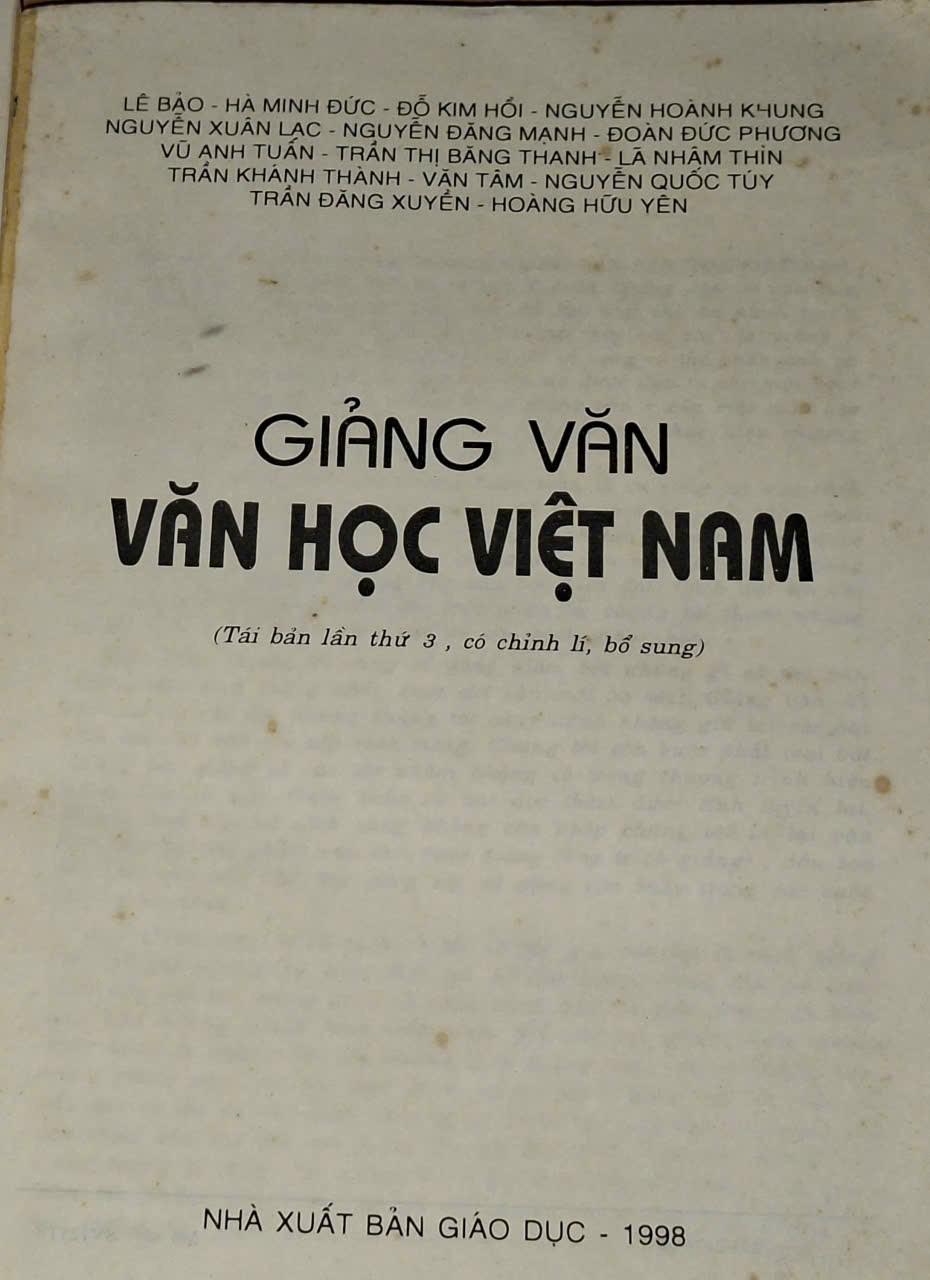 LÊ BẢO - HÀ MINH ĐỨC - ĐỖ KIM HỒI - NGUYỄN HOÀNH KHUNG
NGUYỄN XUÂN LẠC - NGUYỄN ĐĂNG MẠNH - ĐOÀN ĐỨC PHƯƠNG
VŨ ANH TUẤN - TRẦN THỊ BĂNG THANH - LÃ NHÂM THÌN
TRẦN KHÁNH THÀNH - VĂN TÂM - NGUYỄN QUỐC TÚY
TRẦN ĐĂNG XUYỀN - HOÀNG HỮU YÊN
GIẢNG VĂN
VĂN HỌC VIỆT NAM
(Tái bản lần thứ 3 , có chỉnh lí, bổ sung)
NHÀ XUẤT BẢN GIÁO DỤC - 1998